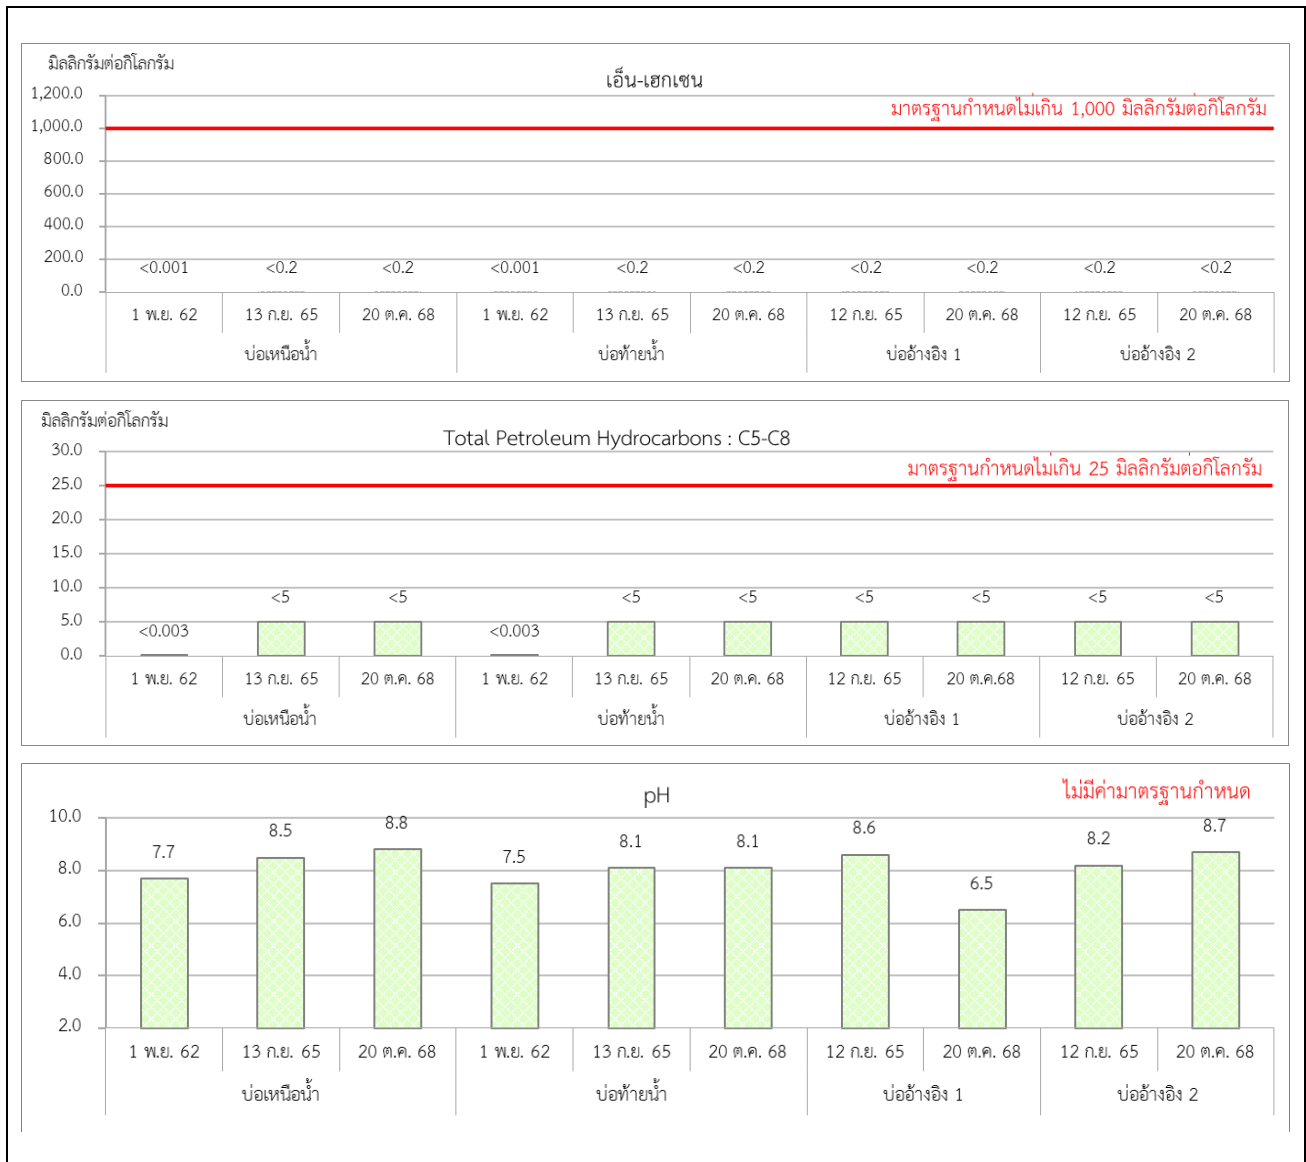 มิลลิกรัมต่อกิโลกรัม
เอ็น-เฮกเซน
มาตรฐานกำหนดไม่เกิน 1,000 มิลลิกรัมต่อกิโลกรัม
1,200.0
1,000.0
800.0
600.0
400.0
200.0
0.0
<0.001 <0.2 <0.2 <0.001 <0.2 <0.2 <0.2 <0.2 <0.2 <0.2
1 พ.ย. 62 13 ก.ย. 65 20 ต.ค. 68 1 พ.ย. 62 13 ก.ย. 65 20 ต.ค. 68 12 ก.ย. 65 20 ต.ค. 68 12 ก.ย. 65 20 ต.ค. 68
บ่อเหนือน้ำ บ่อท้ายน้ำ บ่ออ้างอิง 1 บ่ออ้างอิง 2
มิลลิกรัมต่อกิโลกรัม
Total Petroleum Hydrocarbons : C5-C8
มาตรฐานกำหนดไม่เกิน 25 มิลลิกรัมต่อกิโลกรัม
30.0
25.0
20.0
15.0
10.0
5.0
0.0
<0.003 <5 <5 <0.003 <5 <5 <5 <5 <5 <5
1 พ.ย. 62 13 ก.ย. 65 20 ต.ค. 68 1 พ.ย. 62 13 ก.ย. 65 20 ต.ค. 68 12 ก.ย. 65 20 ต.ค.68 12 ก.ย. 65 20 ต.ค. 68
บ่อเหนือน้ำ บ่อท้ายน้ำ บ่ออ้างอิง 1 บ่ออ้างอิง 2
pH
ไม่มีค่ามาตรฐานกำหนด
10.0
8.0
6.0
4.0
2.0
7.7 8.5 8.8 7.5 8.1 8.1 8.6 6.5 8.2 8.7
1 พ.ย. 62 13 ก.ย. 65 20 ต.ค. 68 1 พ.ย. 62 13 ก.ย. 65 20 ต.ค. 68 12 ก.ย. 65 20 ต.ค. 68 12 ก.ย. 65 20 ต.ค. 68
บ่อเหนือน้ำ บ่อท้ายน้ำ บ่ออ้างอิง 1 บ่ออ้างอิง 2